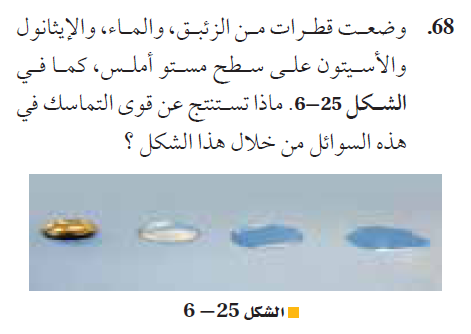 68. وضعت قطرات من الزئبق، والماء، والإيثانول
والأسيتون على سطح مستو أملس، كما في
الشكل 25–6. ماذا تستنتج عن قوى التماسك في
هذه السوائل من خلال هذا الشكل ؟
الشكل 25 – 6